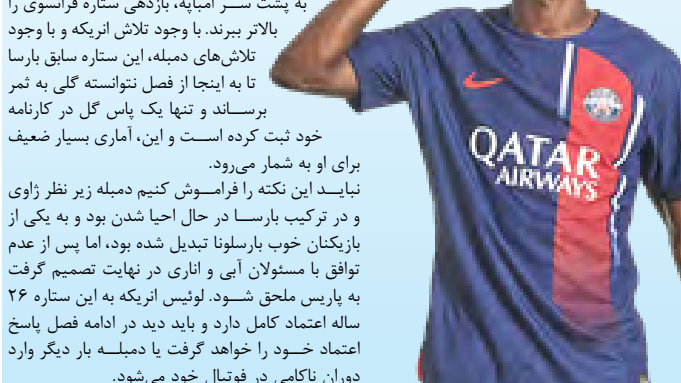 به پشت سر امباپه، بازدهی ستاره فرانسوی را
بالاتر ببرند. با وجود تلاش انریکه و با وجود
تلاش‌های دمبله، این ستاره سابق بارسا
تا به اینجا از فصل نتوانسته گلی به ثمر
برساند و تنها یک پاس گل در کارنامه
خود ثبت کرده است و این، آماری بسیار ضعیف
برای او به شمار می‌رود.
نباید این نکته را فراموش کنیم دمبله زیر نظر ژاوی
و در ترکیب بارسا در حال احیا شدن بود و به یکی از
بازیکنان خوب بارسلونا تبدیل شده بود، اما پس از عدم
توافق با مسئولان آبی و اناری در نهایت تصمیم گرفت
به پاریس ملحق شود. لوئیس انریکه به این ستاره ۲۶
ساله اعتماد کامل دارد و باید دید در ادامه فصل پاسخ
اعتماد خود را خواهد گرفت یا دمبله بار دیگر وارد
دوران ناکامی در فوتبال خود می‌شود.
QATAR
AIRWAYS